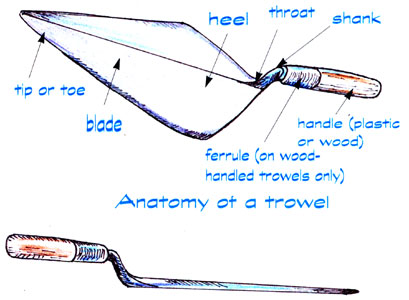 throat
shank
heel
tip or toe
blade
handle (plastic
or wood)
ferrule (on wood-
handled trowels only)
Anatomy of a trowel